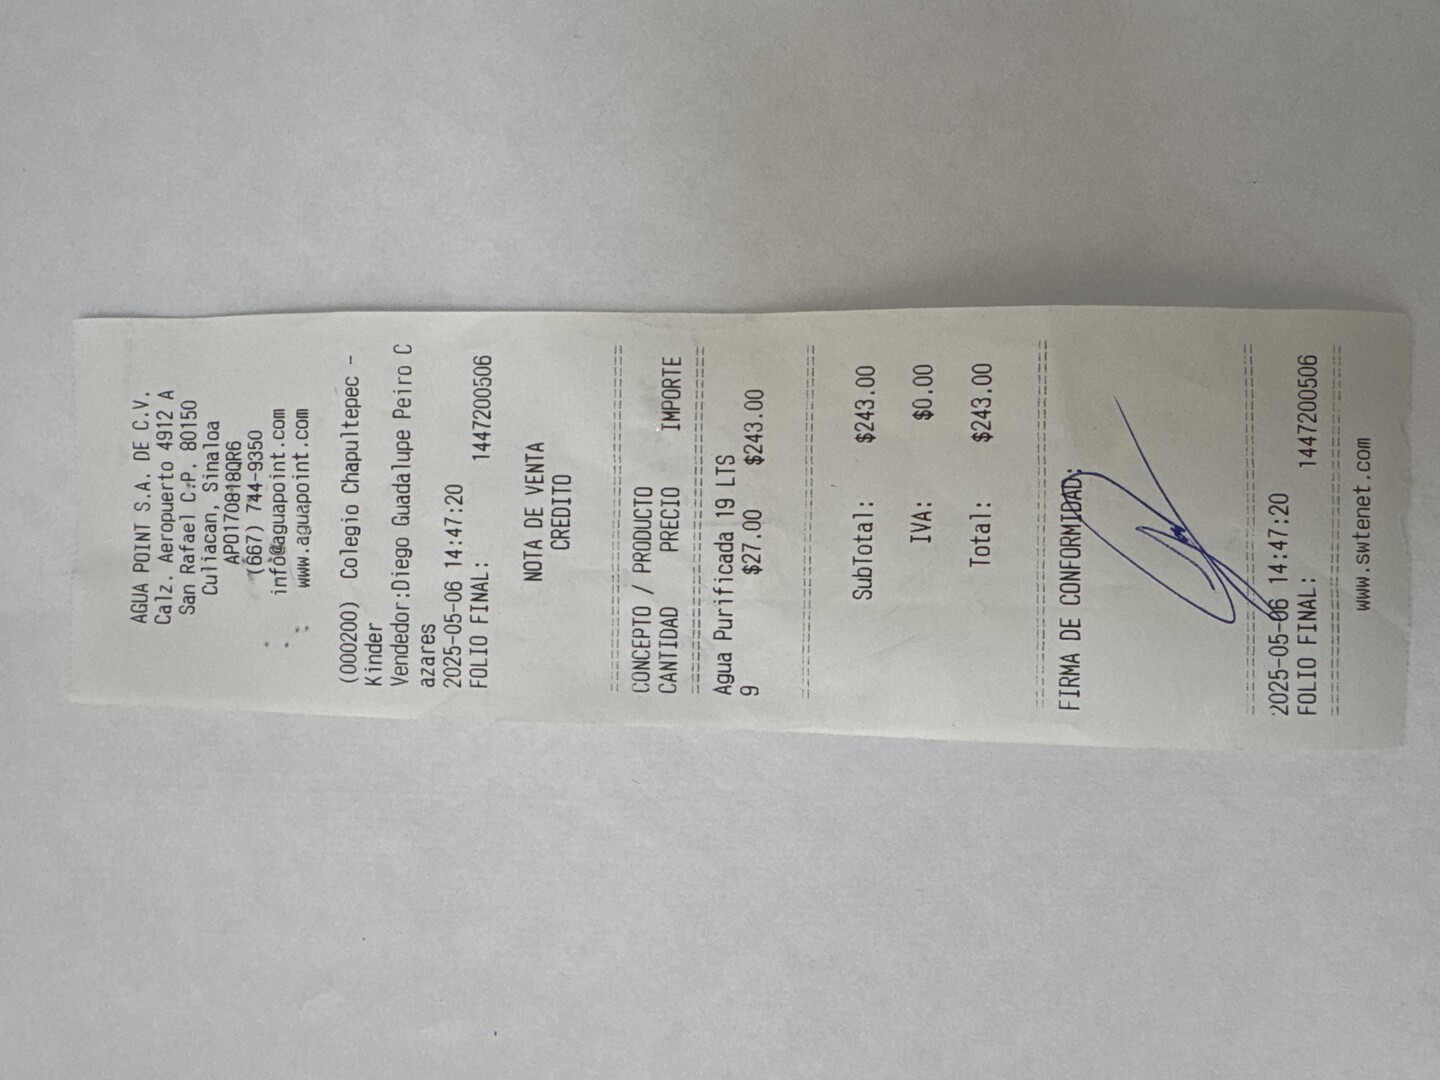 AGUA POINT S.A. DE C.V.
Calz. Aeropuerto 4912 A
San Rafael C.P. 80150
Culiacan, Sinaloa
APO170818QR6
(667) 744-9350
info@aguapoint.com
www.aguapoint.com
(000200) Colegio Chapultepec -
Kinder
Vendedor:Diego Guadalupe Peiro C
azares
2025-05-06 14:47:20
FOLIO FINAL: 1447200506
NOTA DE VENTA
CREDITO
CONCEPTO / PRODUCTO
CANTIDAD PRECIO IMPORTE
Agua Purificada 19 LTS
9 $27.00 $243.00
SubTotal: $243.00
IVA: $0.00
Total: $243.00
FIRMA DE CONFORMIDAD:
2025-05-06 14:47:20
FOLIO FINAL: 1447200506
www.swtenet.com